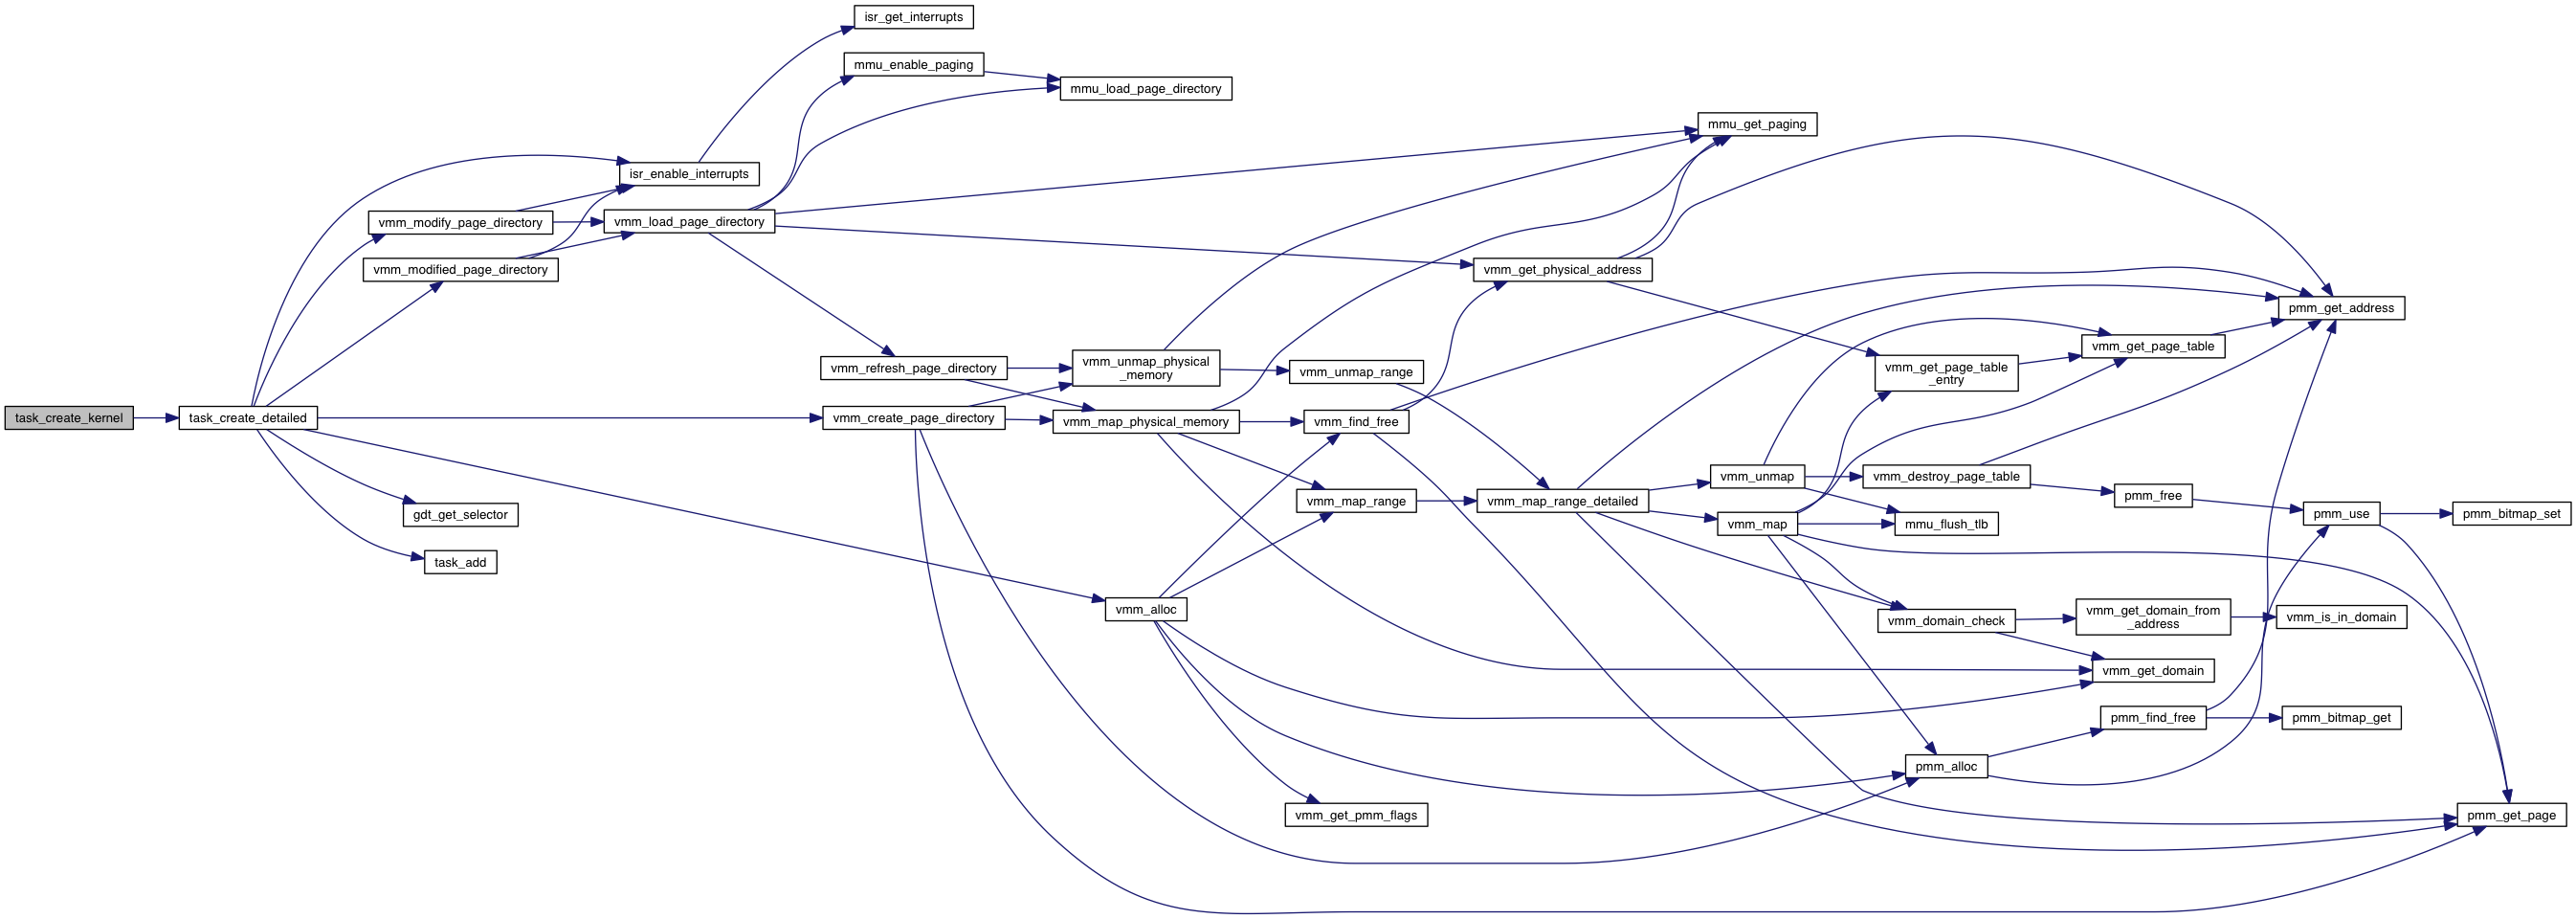 isr_get_interrupts
mmu_enable_paging
mmu_load_page_directory
mmu_get_paging
isr_enable_interrupts
vmm_modify_page_directory
vmm_load_page_directory
vmm_modified_page_directory
vmm_get_physical_address
pmm_get_address
vmm_get_page_table
vmm_refresh_page_directory
vmm_unmap_physical
_memory
vmm_unmap_range
vmm_get_page_table
_entry
task_create_kernel
task_create_detailed
vmm_create_page_directory
vmm_map_physical_memory
vmm_find_free
vmm_unmap
vmm_destroy_page_table
pmm_free
vmm_map_range
vmm_map_range_detailed
gdt_get_selector
vmm_map
mmu_flush_tlb
pmm_use
pmm_bitmap_set
task_add
vmm_alloc
vmm_domain_check
vmm_get_domain_from
_address
vmm_is_in_domain
vmm_get_domain
pmm_find_free
pmm_bitmap_get
pmm_alloc
vmm_get_pmm_flags
pmm_get_page